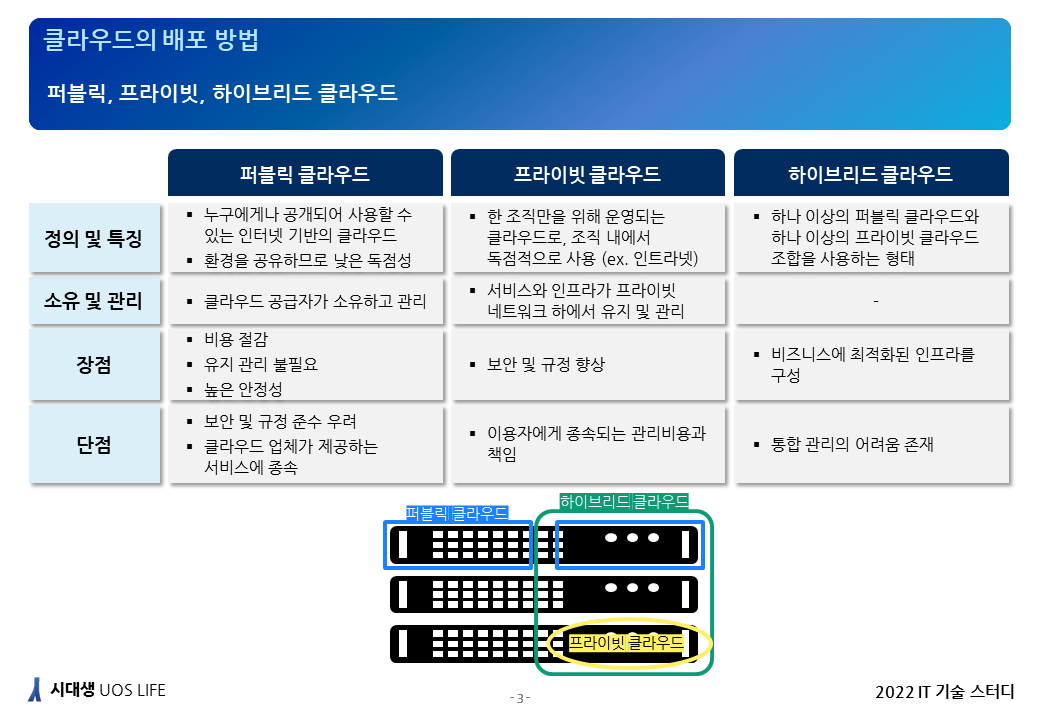 클라우드의 배포 방법
퍼블릭, 프라이빗, 하이브리드 클라우드
퍼블릭 클라우드
프라이빗 클라우드
하이브리드 클라우드
정의 및 특징
▪ 누구에게나 공개되어 사용할 수
있는 인터넷 기반의 클라우드
▪ 환경을 공유하므로 낮은 독점성
▪ 한 조직만을 위해 운영되는
클라우드로, 조직 내에서
독점적으로 사용 (ex. 인트라넷)
▪ 하나 이상의 퍼블릭 클라우드와
하나 이상의 프라이빗 클라우드
조합을 사용하는 형태
소유 및 관리
▪ 클라우드 공급자가 소유하고 관리
▪ 서비스와 인프라가 프라이빗
네트워크 하에서 유지 및 관리
-
장점
▪ 비용 절감
▪ 유지 관리 불필요
▪ 높은 안정성
▪ 보안 및 규정 향상
▪ 비즈니스에 최적화된 인프라를
구성
단점
▪ 보안 및 규정 준수 우려
▪ 클라우드 업체가 제공하는
서비스에 종속
▪ 이용자에게 종속되는 관리비용과
책임
▪ 통합 관리의 어려움 존재
하이브리드 클라우드
퍼블릭 클라우드
프라이빗 클라우드
시대생 UOS LIFE
- 3 -
2022 IT 기술 스터디